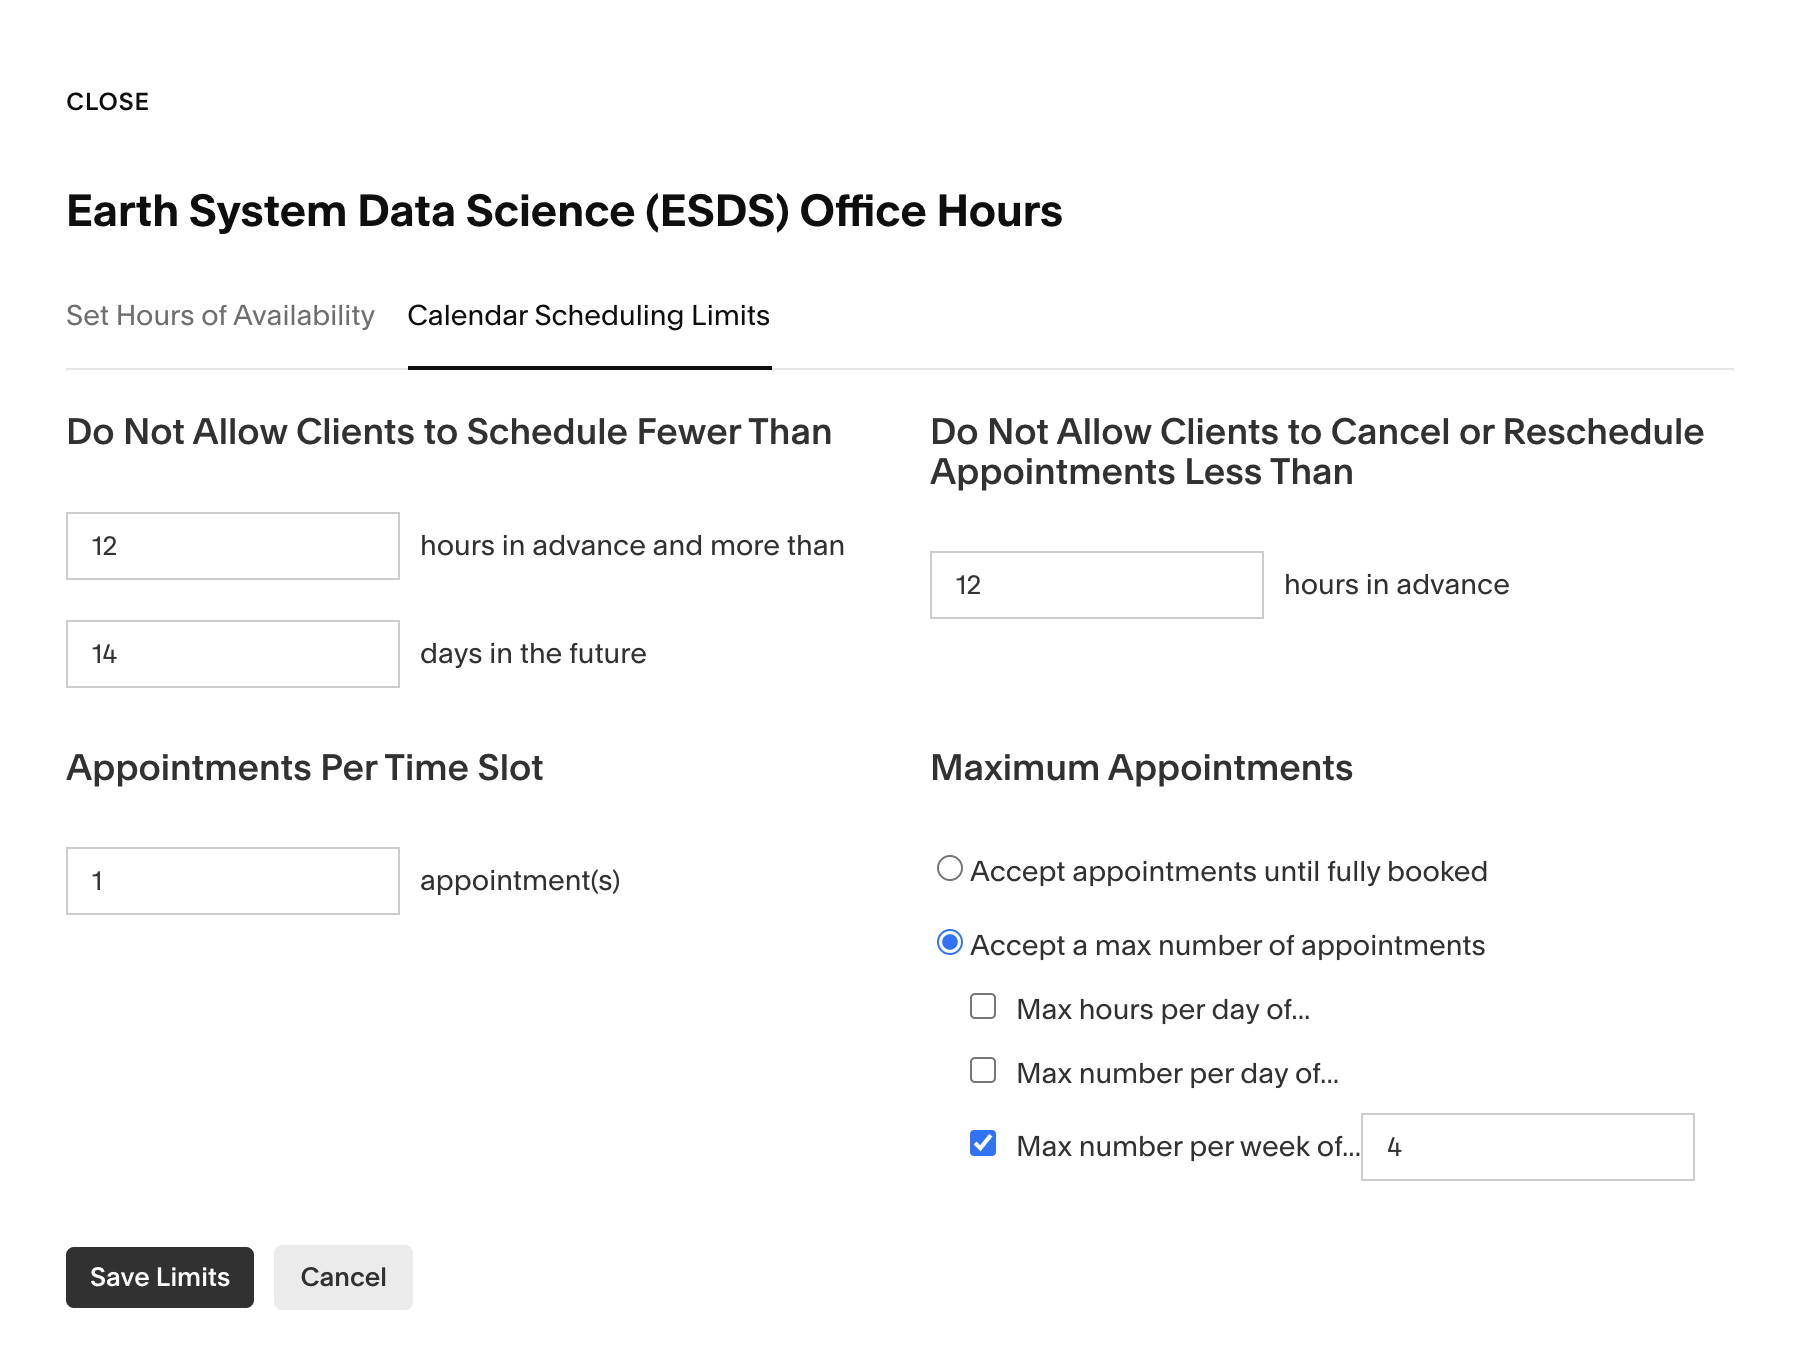 CLOSE
Earth System Data Science (ESDS) Office Hours
Set Hours of Availability
Calendar Scheduling Limits
Do Not Allow Clients to Schedule Fewer Than
12 hours in advance and more than
14 days in the future
Do Not Allow Clients to Cancel or Reschedule
Appointments Less Than
12 hours in advance
Appointments Per Time Slot
1 appointment(s)
Maximum Appointments
Accept appointments until fully booked
Accept a max number of appointments
Max hours per day of...
Max number per day of...
Max number per week of... 4
Save Limits
Cancel